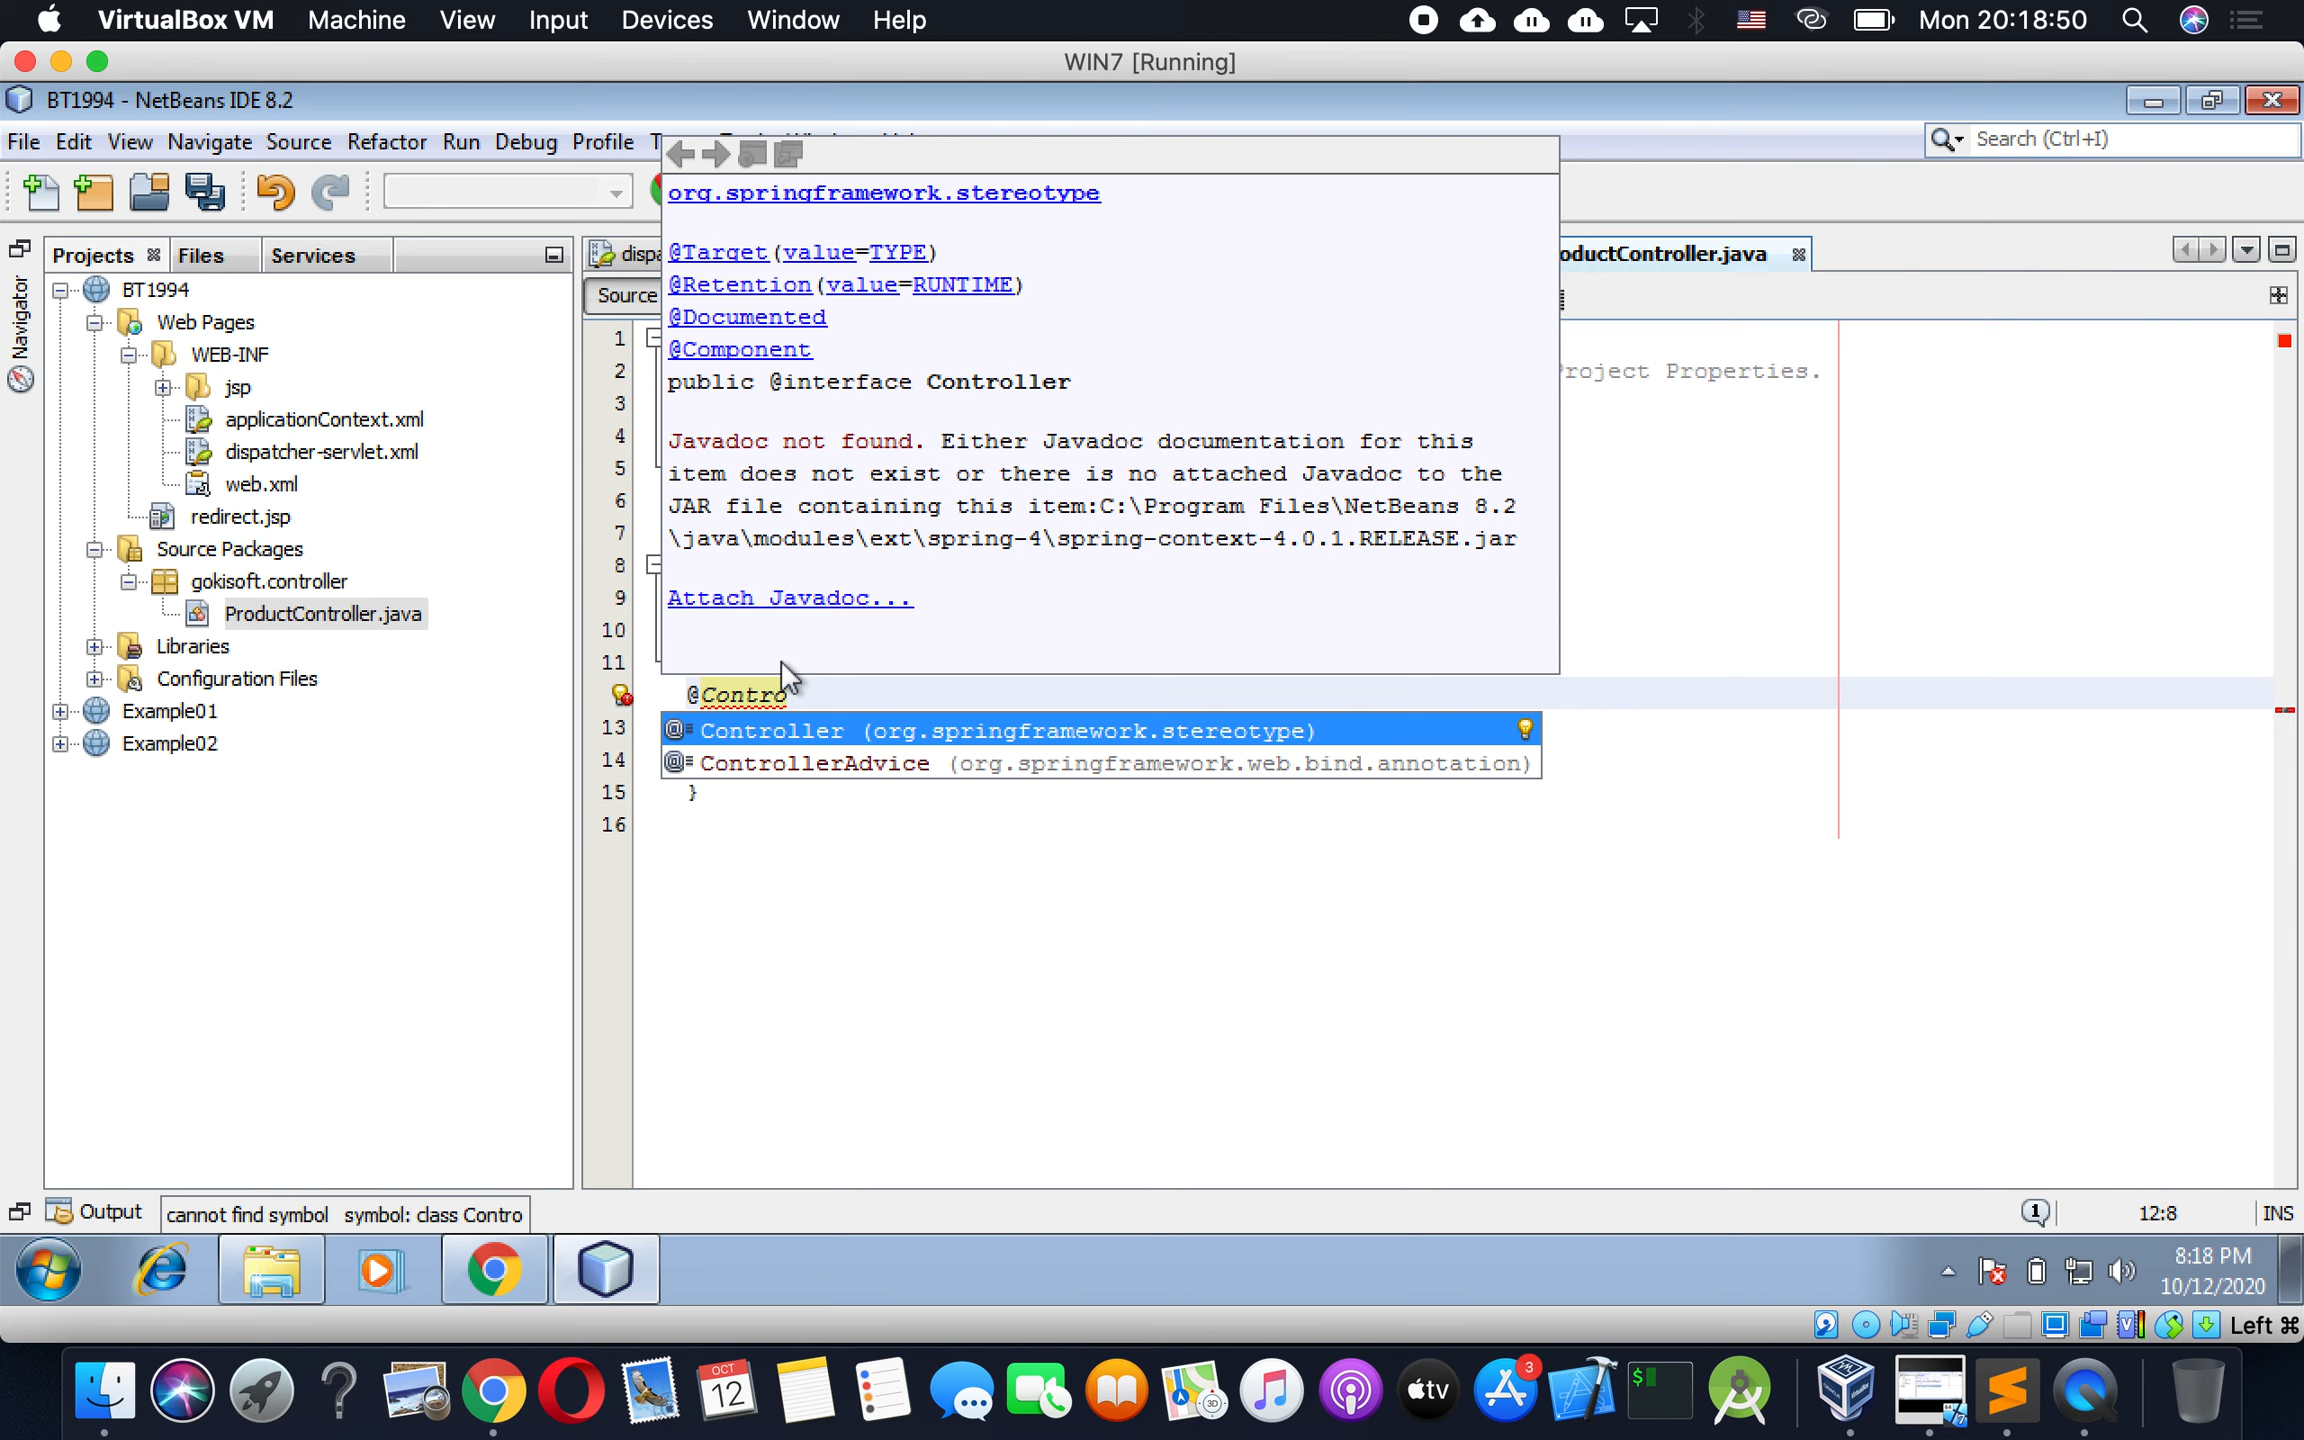 VirtualBox VM Machine View Input Devices Window Help Mon 20:18:50
WIN7 [Running]
BT1994 - NetBeans IDE 8.2
File Edit View Navigate Source Refactor Run Debug Profile
Search (Ctrl+I)
org.springframework.stereotype
Projects Files Services
ProductController.java
Source
@Target(value=TYPE)
@Retention(value=RUNTIME)
@Documented
@Component
public @interface Controller
Project Properties.
Javadoc not found. Either Javadoc documentation for this
item does not exist or there is no attached Javadoc to the
JAR file containing this item:C:\Program Files\NetBeans 8.2
\java\modules\ext\spring-4\spring-context-4.0.1.RELEASE.jar
Attach Javadoc...
Navigator
BT1994
Web Pages
WEB-INF
jsp
applicationContext.xml
dispatcher-servlet.xml
web.xml
redirect.jsp
Source Packages
gokisoft.controller
ProductController.java
Libraries
Configuration Files
Example01
Example02
1
2
3
4
5
6
7
8
9
10
11
@Contro
13
14
15 }
16
Controller (org.springframework.stereotype)
ControllerAdvice (org.springframework.web.bind.annotation)
Output cannot find symbol symbol: class Contro
1 12:8 INS
8:18 PM
10/12/2020
Left ⌘
OCT
12
3D
tv
3
$